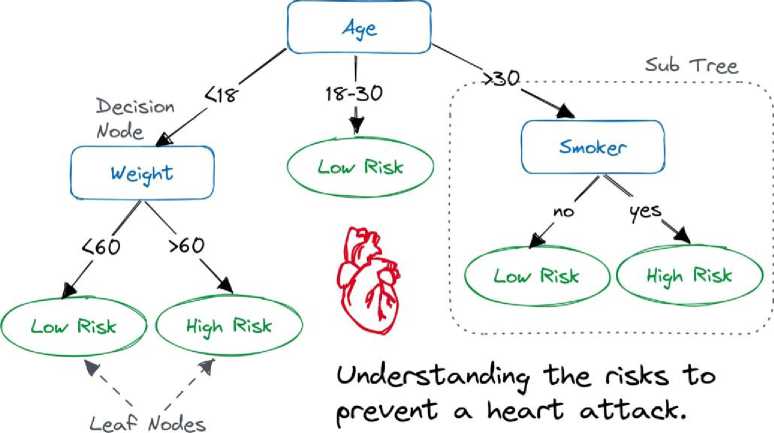 Age
<18
18-30
>30
Sub Tree
Decision
Node
Weight
Low Risk
Smoker
no
yes
<60
>60
Low Risk
High Risk
Low Risk
High Risk
Understanding the risks to
prevent a heart attack.
Leaf Nodes